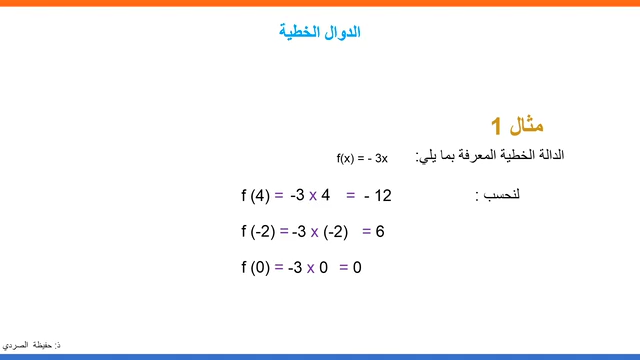 الدوال الخطية
مثال 1
الدالة الخطية المعرفة بما يلي: f(x) = - 3x
لنحسب : f (4) = -3 x 4 = - 12
f (-2) = -3 x (-2) = 6
f (0) = -3 x 0 = 0
ذ: حفيظة الصردي